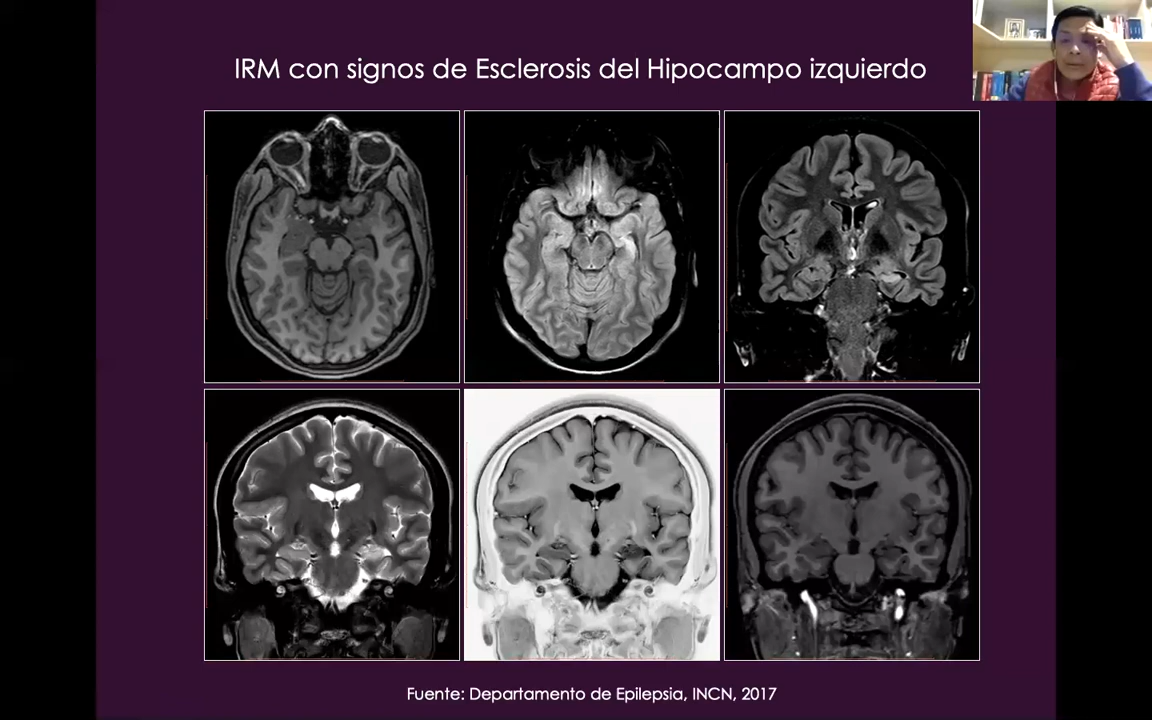 IRM con signos de Esclerosis del Hipocampo izquierdo
Fuente: Departamento de Epilepsia, INCN, 2017